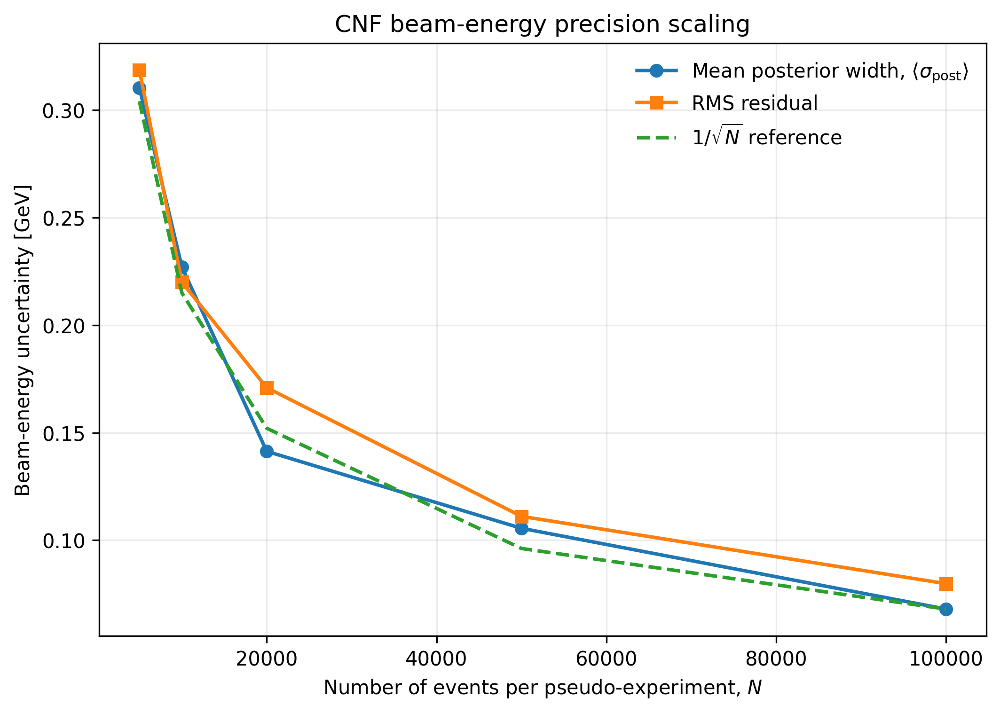 CNF beam-energy precision scaling
Mean posterior width, ⟨σ_post⟩
RMS residual
1/√N reference
Beam-energy uncertainty [GeV]
0.30
0.25
0.20
0.15
0.10
20000 40000 60000 80000 100000
Number of events per pseudo-experiment, N